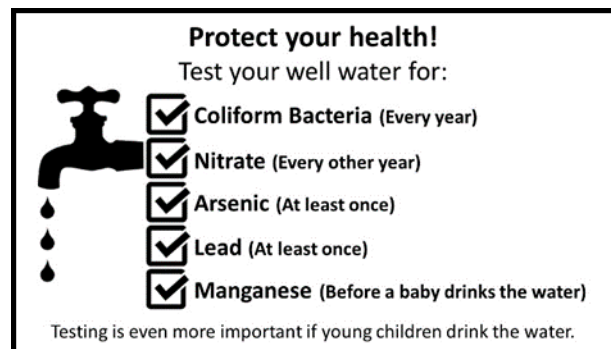 Protect your health!
Test your well water for:
Coliform Bacteria (Every year)
Nitrate (Every other year)
Arsenic (At least once)
Lead (At least once)
Manganese (Before a baby drinks the water)
Testing is even more important if young children drink the water.